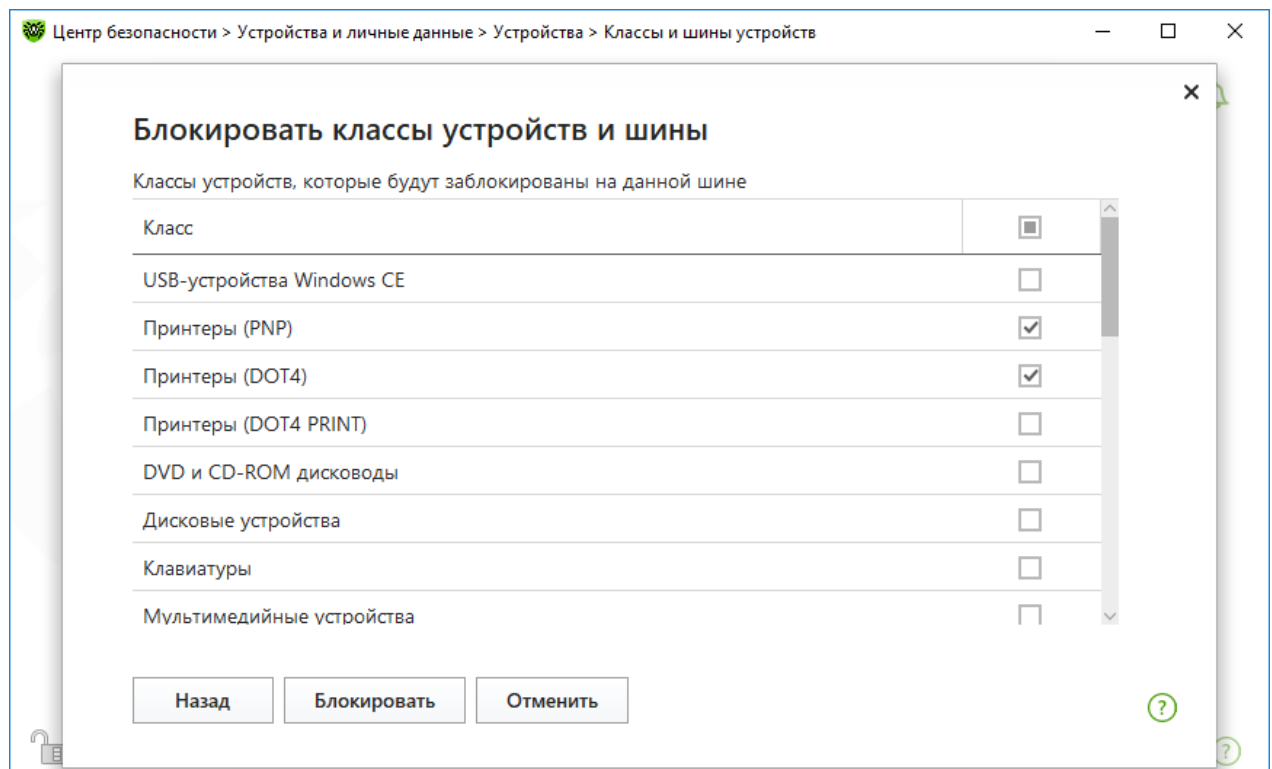 Центр безопасности > Устройства и личные данные > Устройства > Классы и шины устройств
Блокировать классы устройств и шины
Классы устройств, которые будут заблокированы на данной шине
Класс
USB-устройства Windows CE
Принтеры (PNP)
Принтеры (DOT4)
Принтеры (DOT4 PRINT)
DVD и CD-ROM дисководы
Дисковые устройства
Клавиатуры
Мультимедийные устройства
Назад Блокировать Отменить
?
?